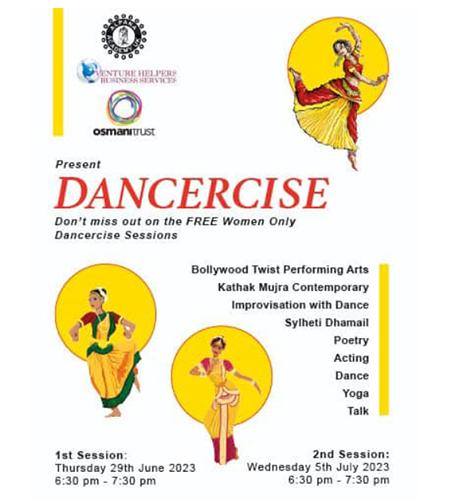 VENTURE HELPERS
BUSINESS SERVICES
osmanitrust
Present
DANCERCISE
Don't miss out on the FREE Women Only
Dancercise Sessions
Bollywood Twist Performing Arts
Kathak Mujra Contemporary
Improvisation with Dance
Sylheti Dhamail
Poetry
Acting
Dance
Yoga
Talk
1st Session:
Thursday 29th June 2023
6:30 pm - 7:30 pm
2nd Session:
Wednesday 5th July 2023
6:30 pm - 7:30 pm